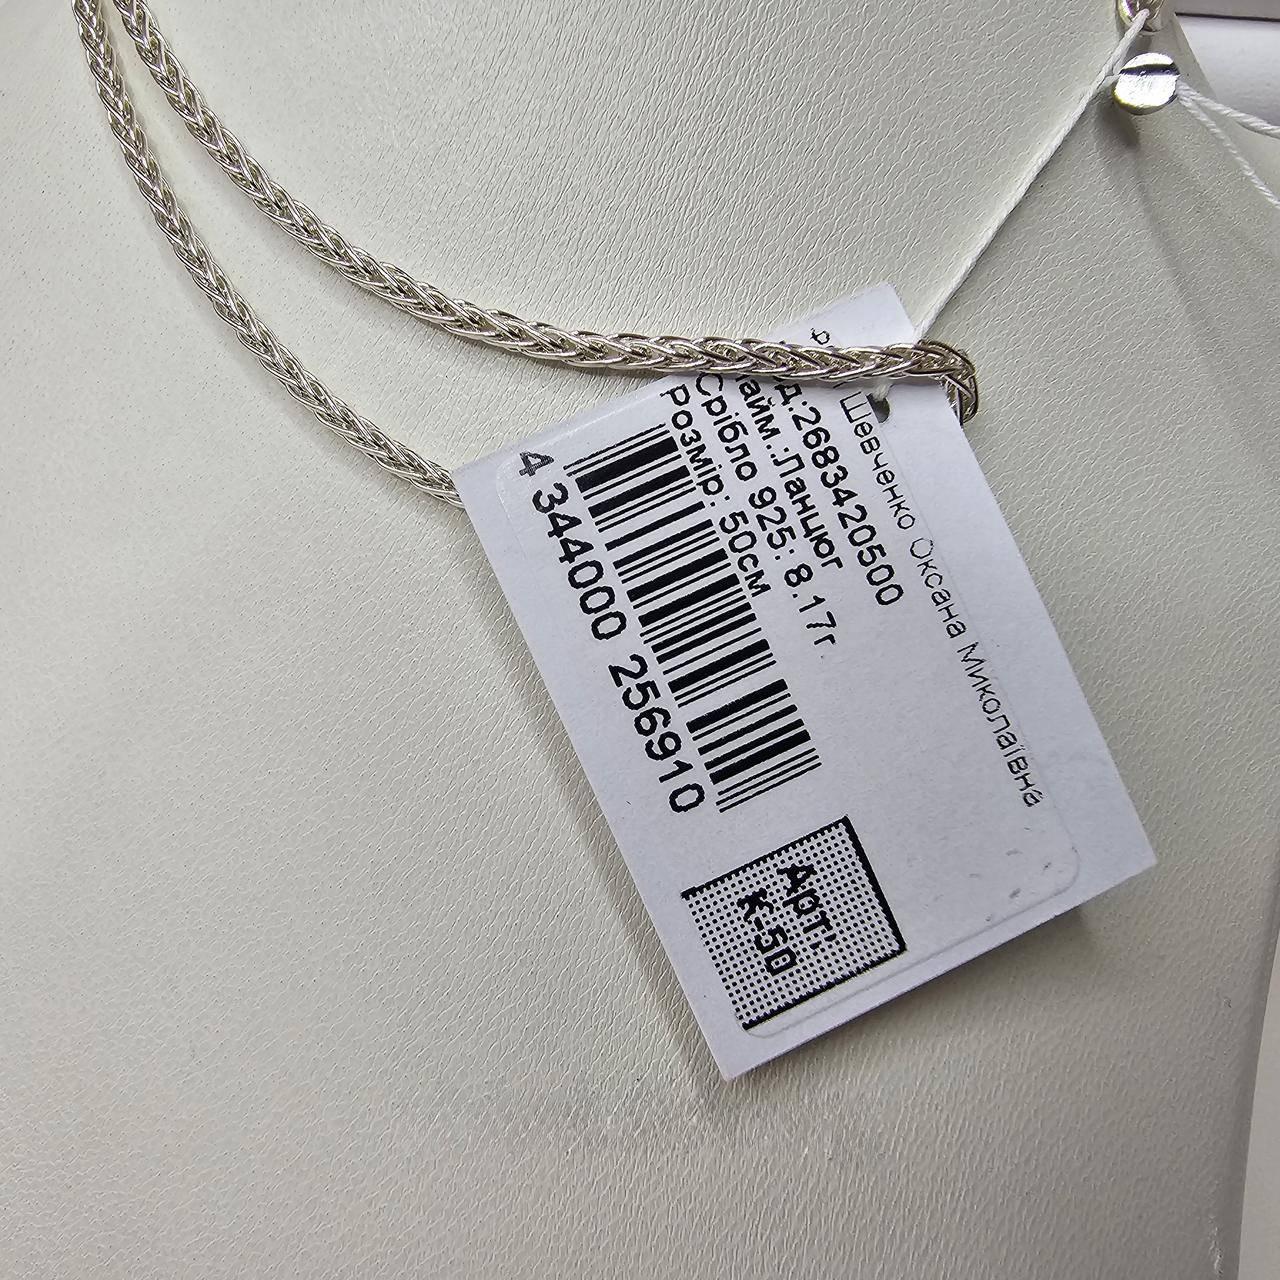 Шевченко Оксана Миколаївна
д.:2683420500
айм.:Ланцюг
Срібло 925: 8.17г
Розмір: 50см
4 344000 256910
Арт:
К-50